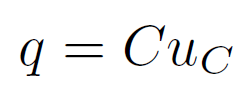 q = Cu_C